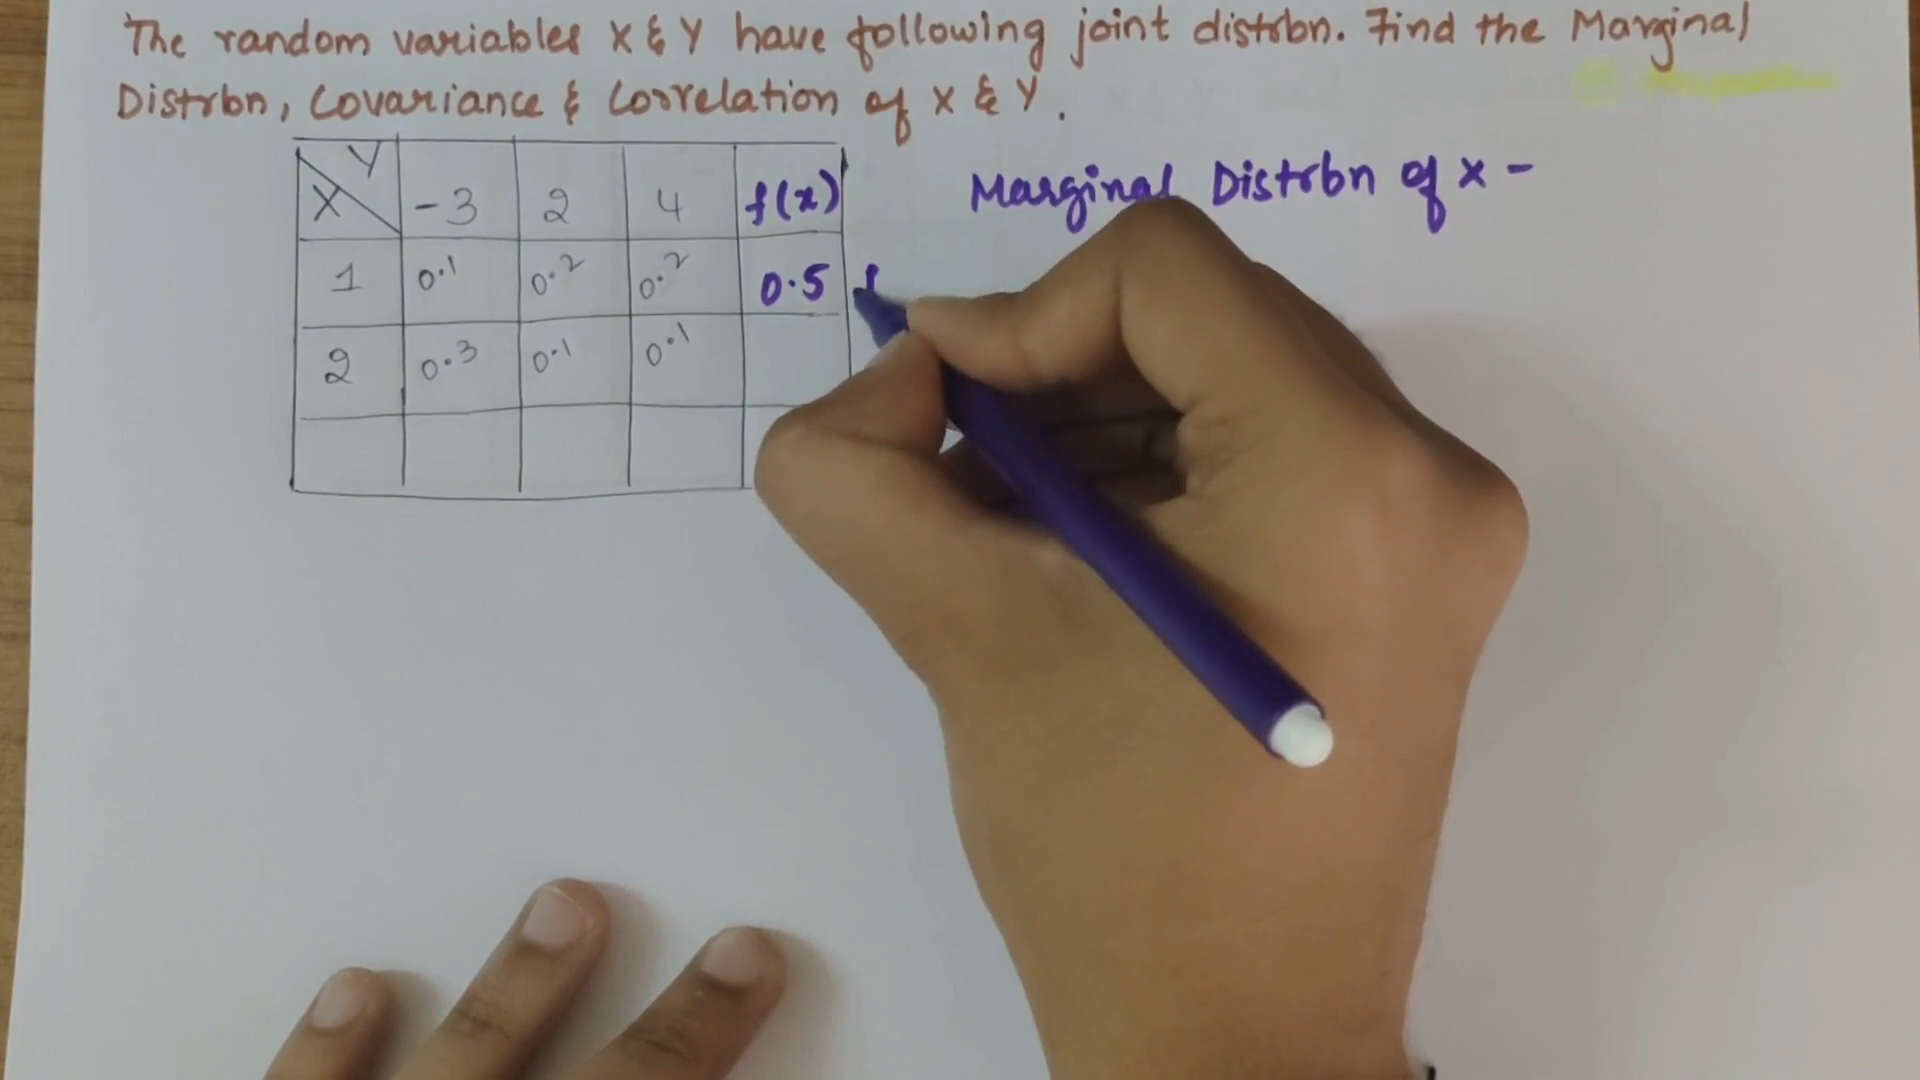 The random variables X & Y have following joint distrbn. Find the Marginal
Distrbn, Covariance & Correlation of X & Y.
Y
X -3 2 4 f(x)
Marginal Distrbn of X -
1 0.1 0.2 0.2 0.5
2 0.3 0.1 0.1